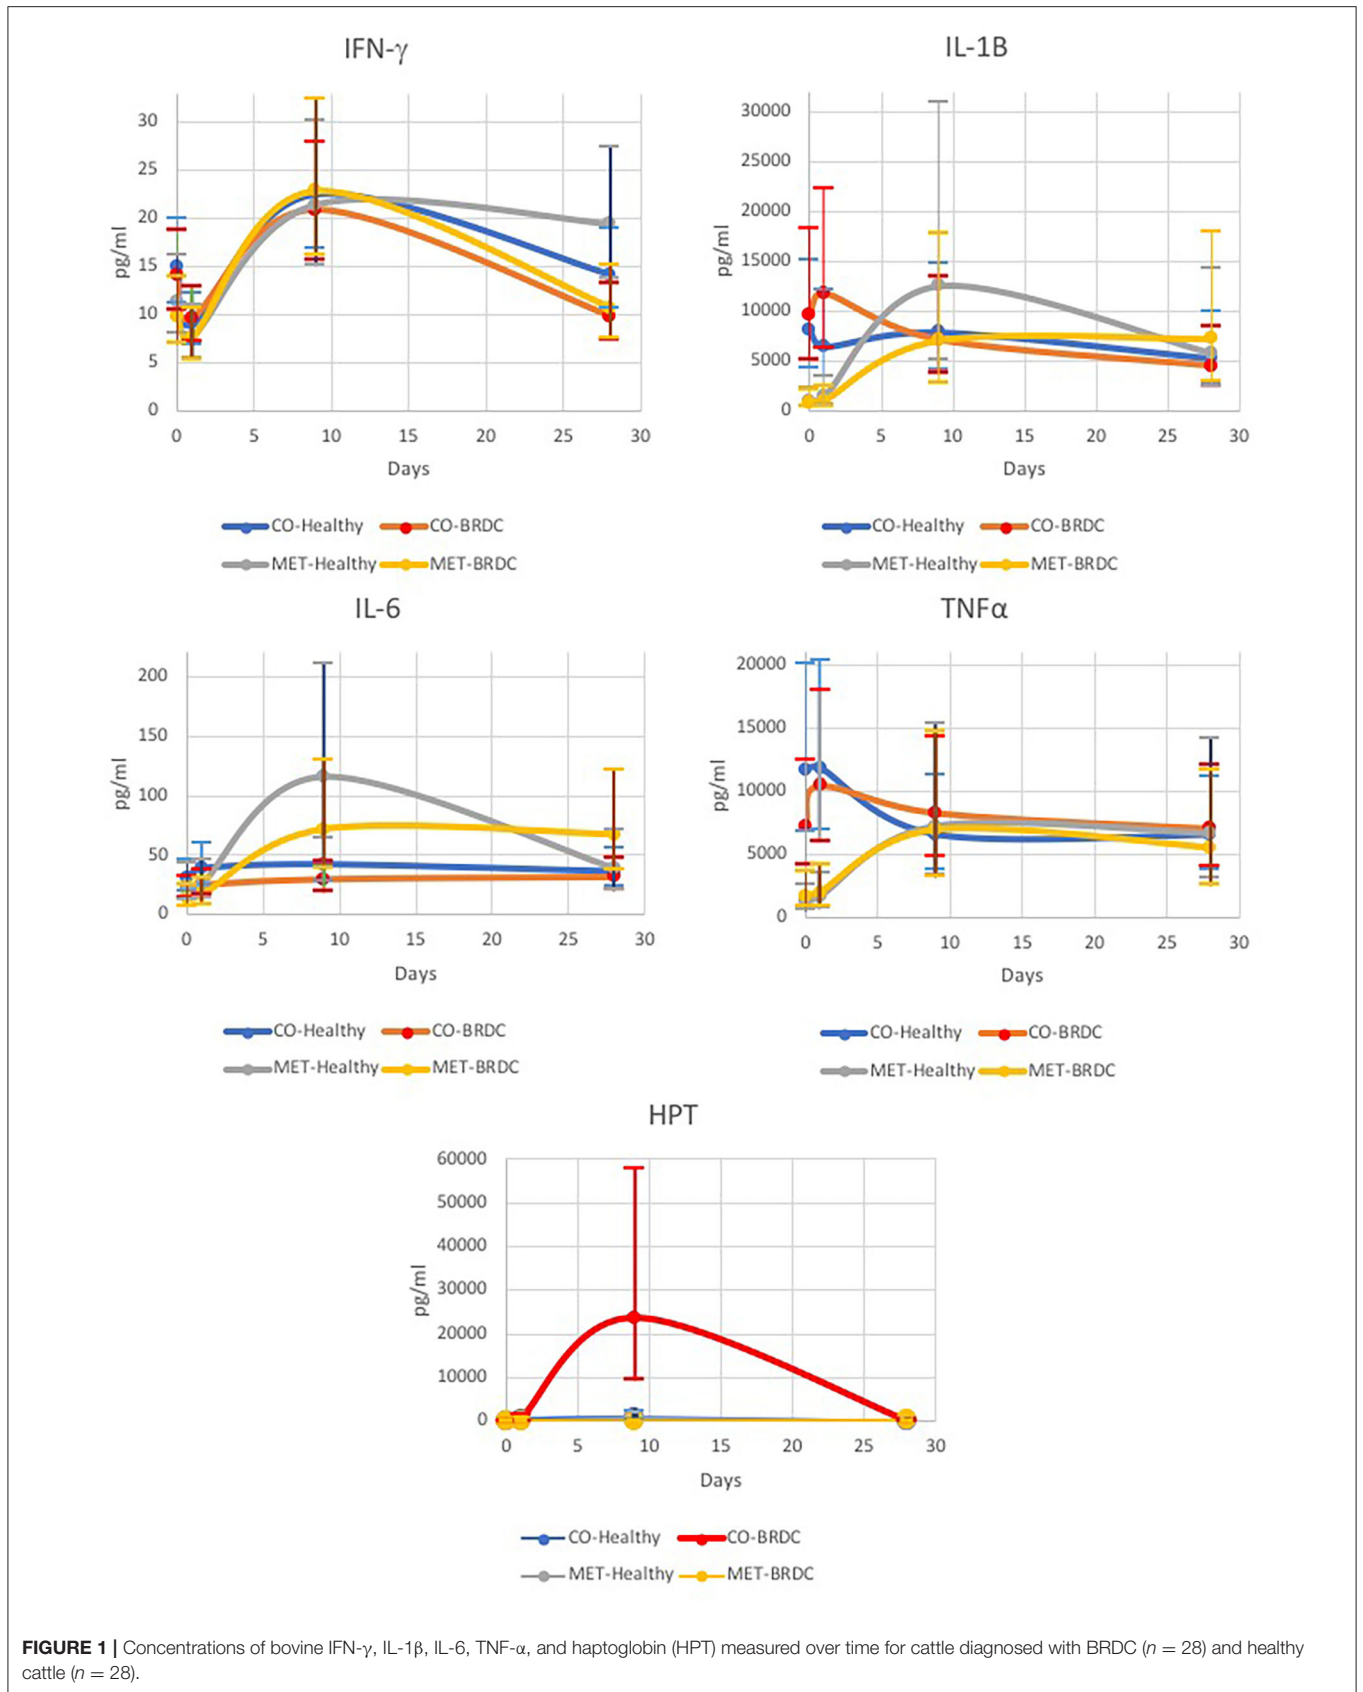 IFN-γ
30
25
20
15
10
5
0
pg/ml
0 5 10 15 20 25 30
Days
CO-Healthy CO-BRDC
MET-Healthy MET-BRDC
IL-1B
30000
25000
20000
15000
10000
5000
0
pg/ml
0 5 10 15 20 25 30
Days
CO-Healthy CO-BRDC
MET-Healthy MET-BRDC
IL-6
200
150
100
50
0
pg/ml
0 5 10 15 20 25 30
Days
CO-Healthy CO-BRDC
MET-Healthy MET-BRDC
TNFα
20000
15000
10000
5000
0
pg/ml
0 5 10 15 20 25 30
Days
CO-Healthy CO-BRDC
MET-Healthy MET-BRDC
HPT
60000
50000
40000
30000
20000
10000
0
pg/ml
0 5 10 15 20 25 30
Days
CO-Healthy CO-BRDC
MET-Healthy MET-BRDC
FIGURE 1 | Concentrations of bovine IFN-γ, IL-1β, IL-6, TNF-α, and haptoglobin (HPT) measured over time for cattle diagnosed with BRDC (n = 28) and healthy
cattle (n = 28).